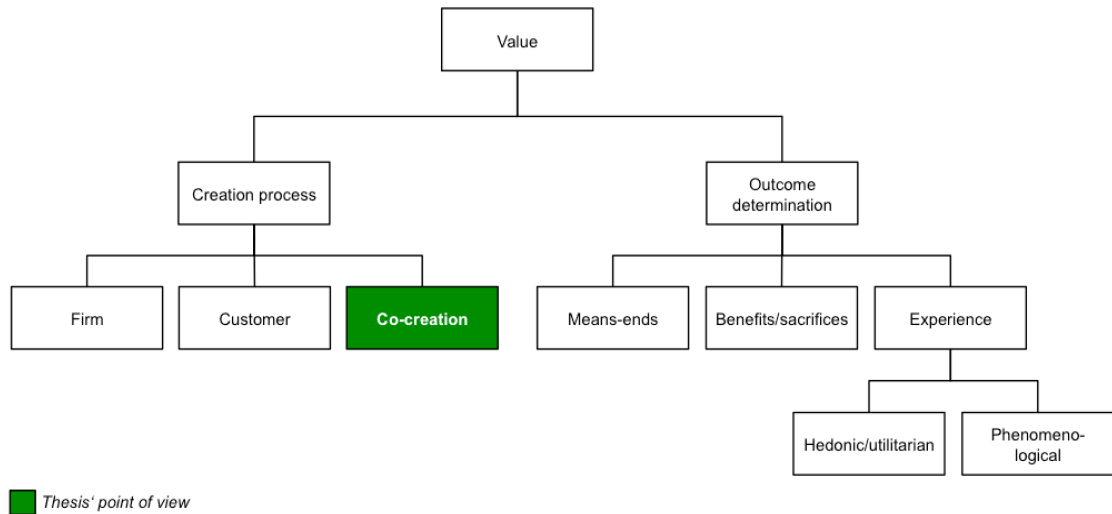 Value
Creation process
Outcome
determination
Firm
Customer
Co-creation
Means-ends
Benefits/sacrifices
Experience
Hedonic/utilitarian
Phenomeno-
logical
Thesis‘ point of view